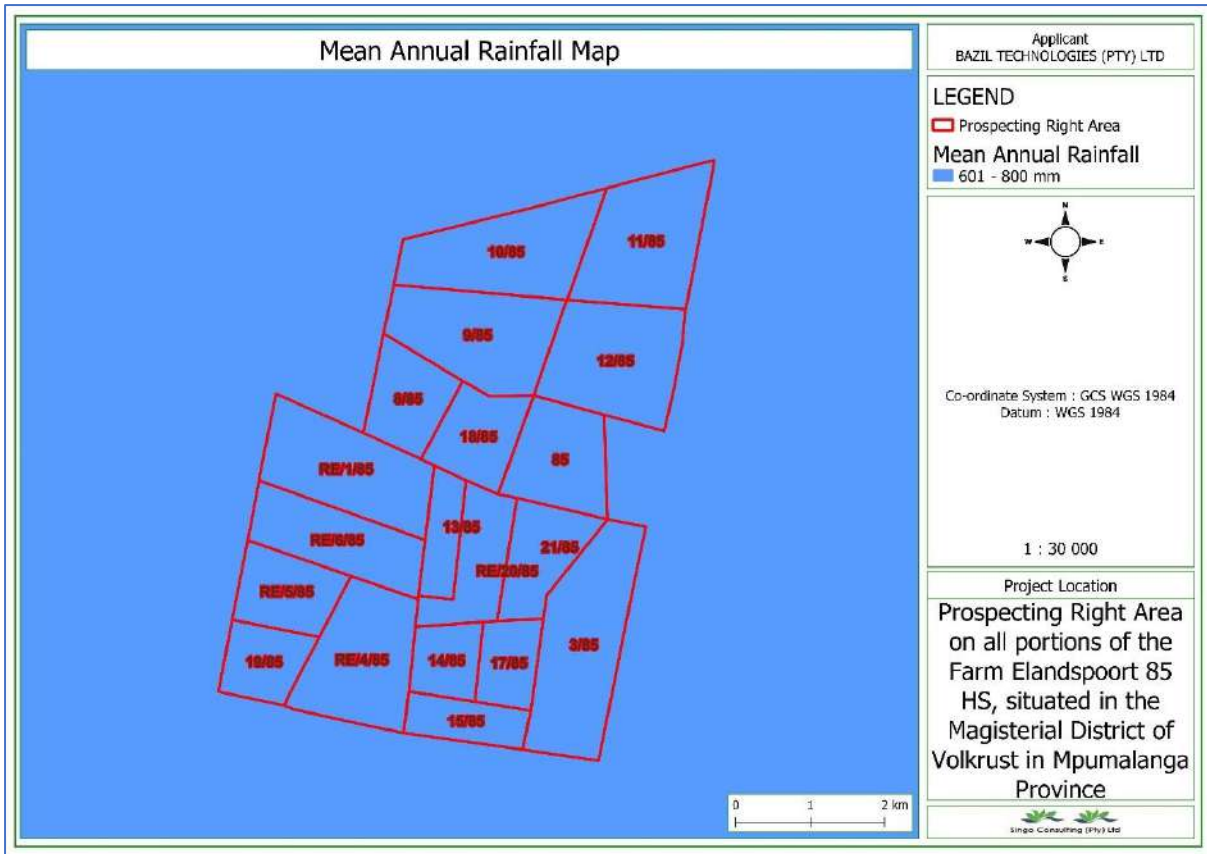 Mean Annual Rainfall Map
Applicant
BAZIL TECHNOLOGIES (PTY) LTD
LEGEND
Prospecting Right Area
Mean Annual Rainfall
601 - 800 mm
N
W E
S
Co-ordinate System : GCS WGS 1984
Datum : WGS 1984
1 : 30 000
Project Location
Prospecting Right Area
on all portions of the
Farm Elandspoort 85
HS, situated in the
Magisterial District of
Volkrust in Mpumalanga
Province
Singo Consulting (Pty) Ltd
11/85
10/85
9/85
12/85
8/85
18/85
85
RE/1/85
13/85
RE/6/85
21/85
RE/20/85
RE/5/85
3/85
19/85
RE/4/85
14/85
17/85
15/85
0 1 2 km